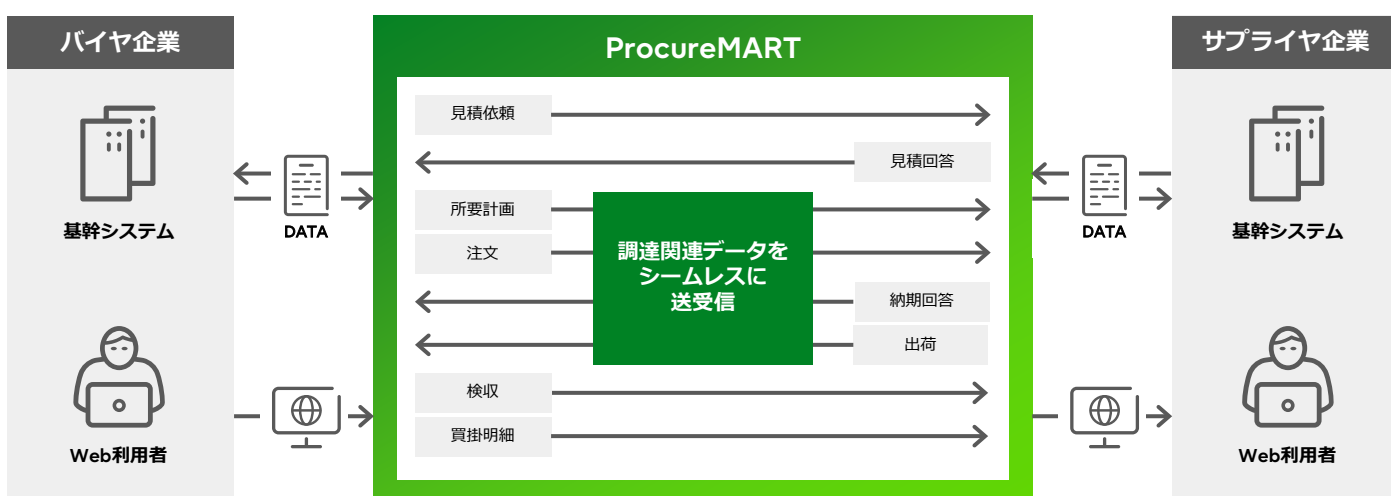 バイヤ企業
基幹システム
Web利用者
DATA
ProcureMART
見積依頼
見積回答
所要計画
注文
調達関連データを
シームレスに
送受信
納期回答
出荷
検収
買掛明細
DATA
サプライヤ企業
基幹システム
Web利用者